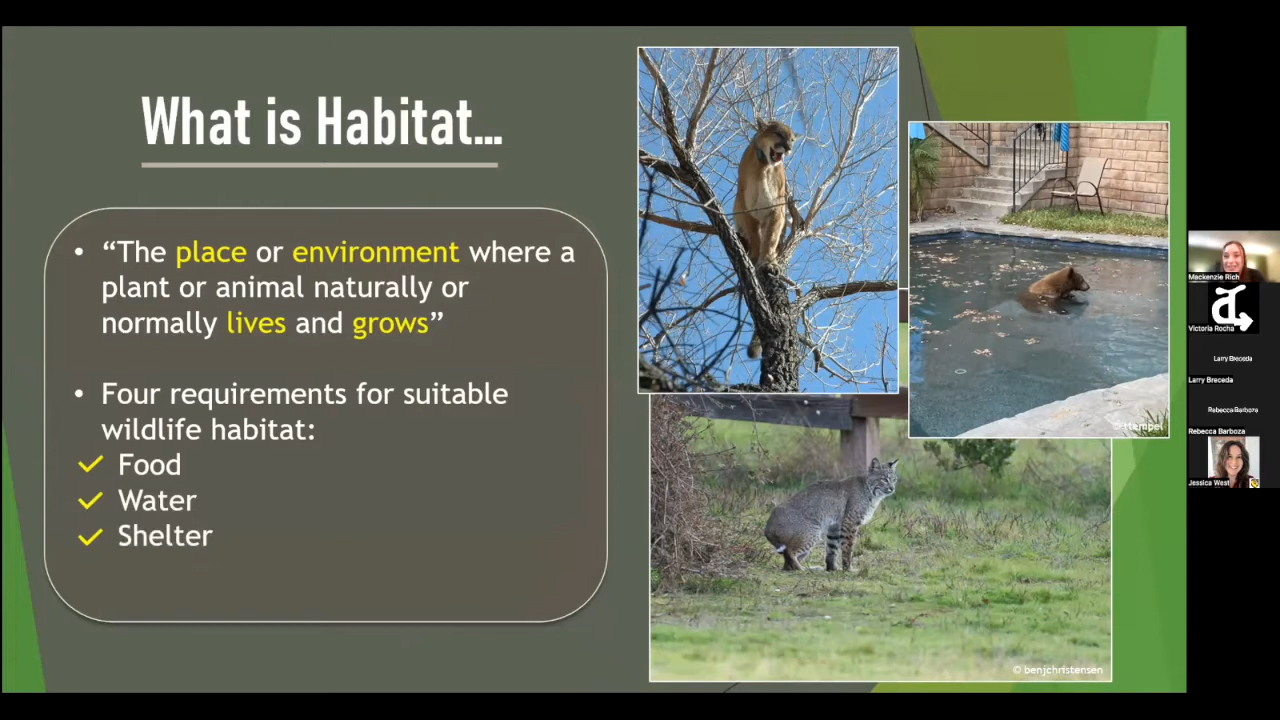 What is Habitat...
• “The place or environment where a
plant or animal naturally or
normally lives and grows”
• Four requirements for suitable
wildlife habitat:
✓ Food
✓ Water
✓ Shelter
© benjchristensen
Mackenzie Rich
Victoria Rocha
Larry Breceda
Larry Breceda
Rebecca Barboza
Rebecca Barboza
Jessica West